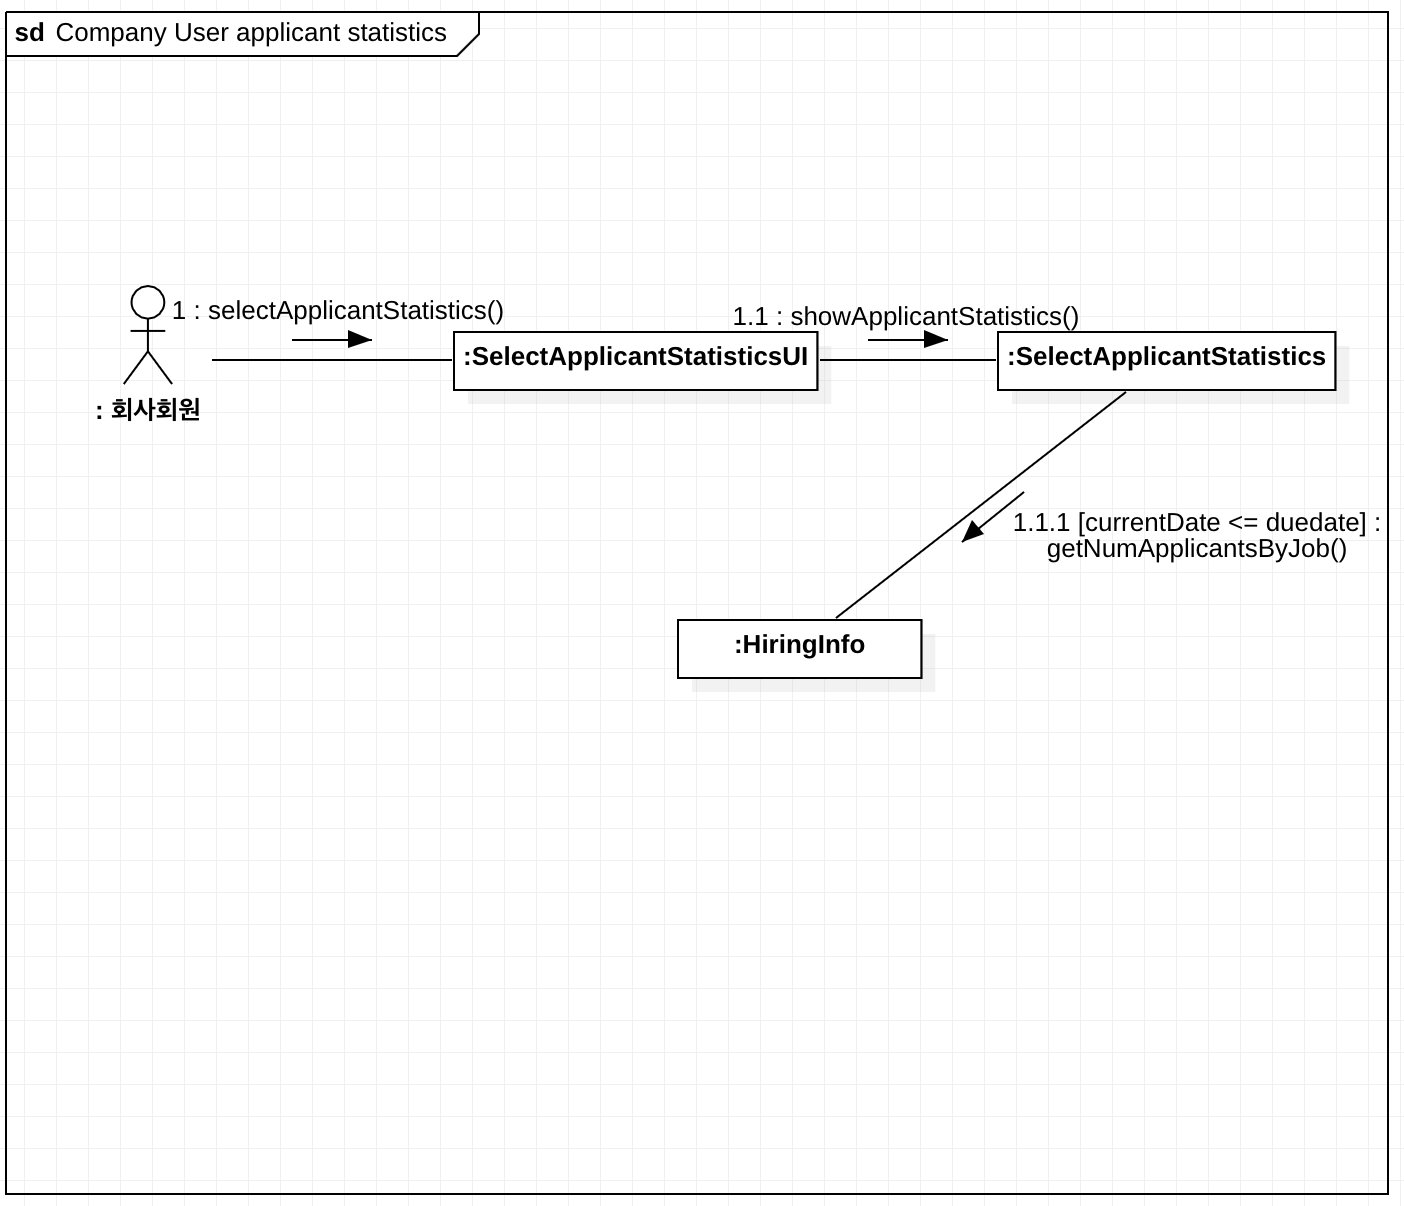 sd Company User applicant statistics
1 : selectApplicantStatistics()
1.1 : showApplicantStatistics()
:SelectApplicantStatisticsUI
:SelectApplicantStatistics
: 회사회원
1.1.1 [currentDate <= duedate] :
getNumApplicantsByJob()
:HiringInfo